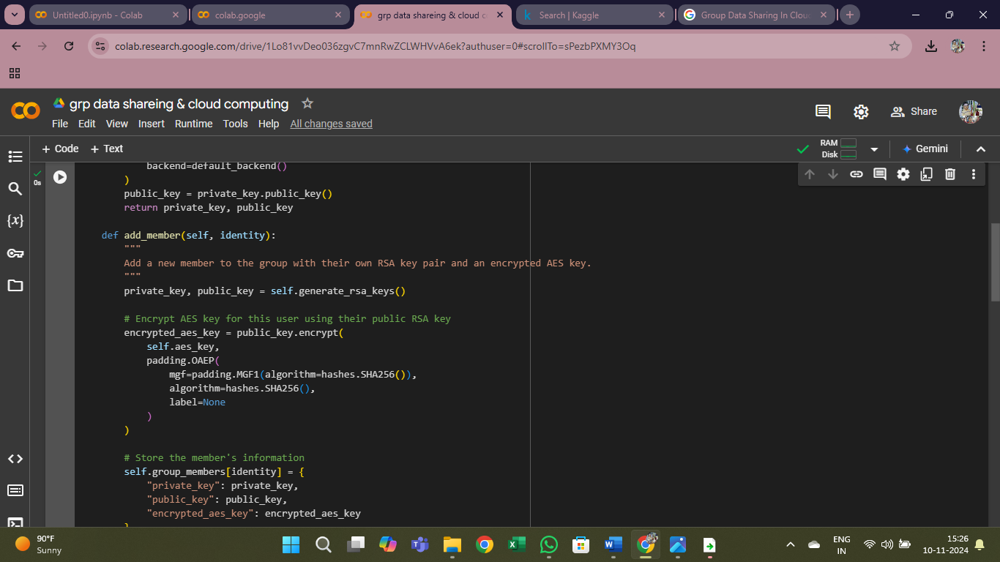 Untitled0.ipynb - Colab
colab.google
grp data shareing & cloud c
Search | Kaggle
Group Data Sharing In Clou
colab.research.google.com/drive/1Lo81vvDeo036zgvC7mnRwZCLWHVvA6ek?authuser=0#scrollTo=sPezbPXMY3Oq
grp data shareing & cloud computing
File Edit View Insert Runtime Tools Help All changes saved
Share
+ Code + Text
RAM
Disk
Gemini
0s
            backend=default_backend()
        )
        public_key = private_key.public_key()
        return private_key, public_key
    def add_member(self, identity):
        """
        Add a new member to the group with their own RSA key pair and an encrypted AES key.
        """
        private_key, public_key = self.generate_rsa_keys()
        # Encrypt AES key for this user using their public RSA key
        encrypted_aes_key = public_key.encrypt(
            self.aes_key,
            padding.OAEP(
                mgf=padding.MGF1(algorithm=hashes.SHA256()),
                algorithm=hashes.SHA256(),
                label=None
            )
        )
        # Store the member's information
        self.group_members[identity] = {
            "private_key": private_key,
            "public_key": public_key,
            "encrypted_aes_key": encrypted_aes_key
        }
90°F
Sunny
ENG
IN
15:26
10-11-2024